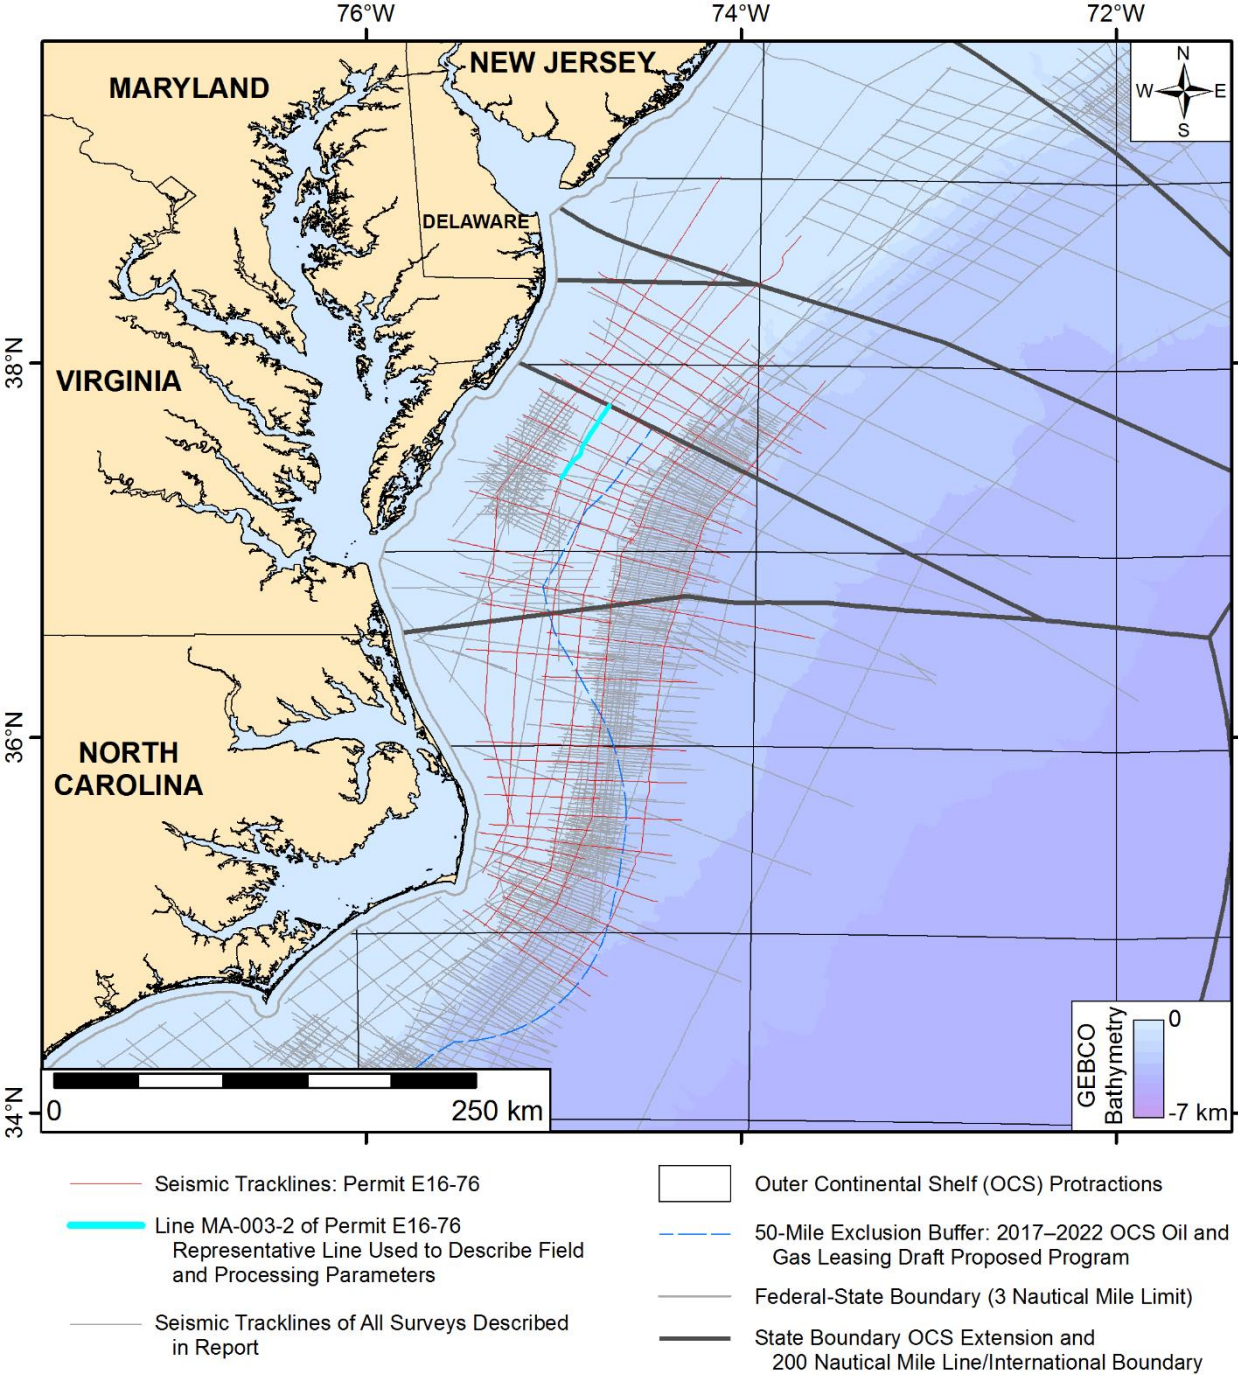 76°W
74°W
72°W
NEW JERSEY
MARYLAND
N
W
E
S
DELAWARE
38°N
VIRGINIA
36°N
NORTH
CAROLINA
GEBCO
Bathymetry
0
-7 km
34°N
0
250 km
Seismic Tracklines: Permit E16-76
Line MA-003-2 of Permit E16-76
Representative Line Used to Describe Field
and Processing Parameters
Seismic Tracklines of All Surveys Described
in Report
Outer Continental Shelf (OCS) Protractions
50-Mile Exclusion Buffer: 2017–2022 OCS Oil and
Gas Leasing Draft Proposed Program
Federal-State Boundary (3 Nautical Mile Limit)
State Boundary OCS Extension and
200 Nautical Mile Line/International Boundary